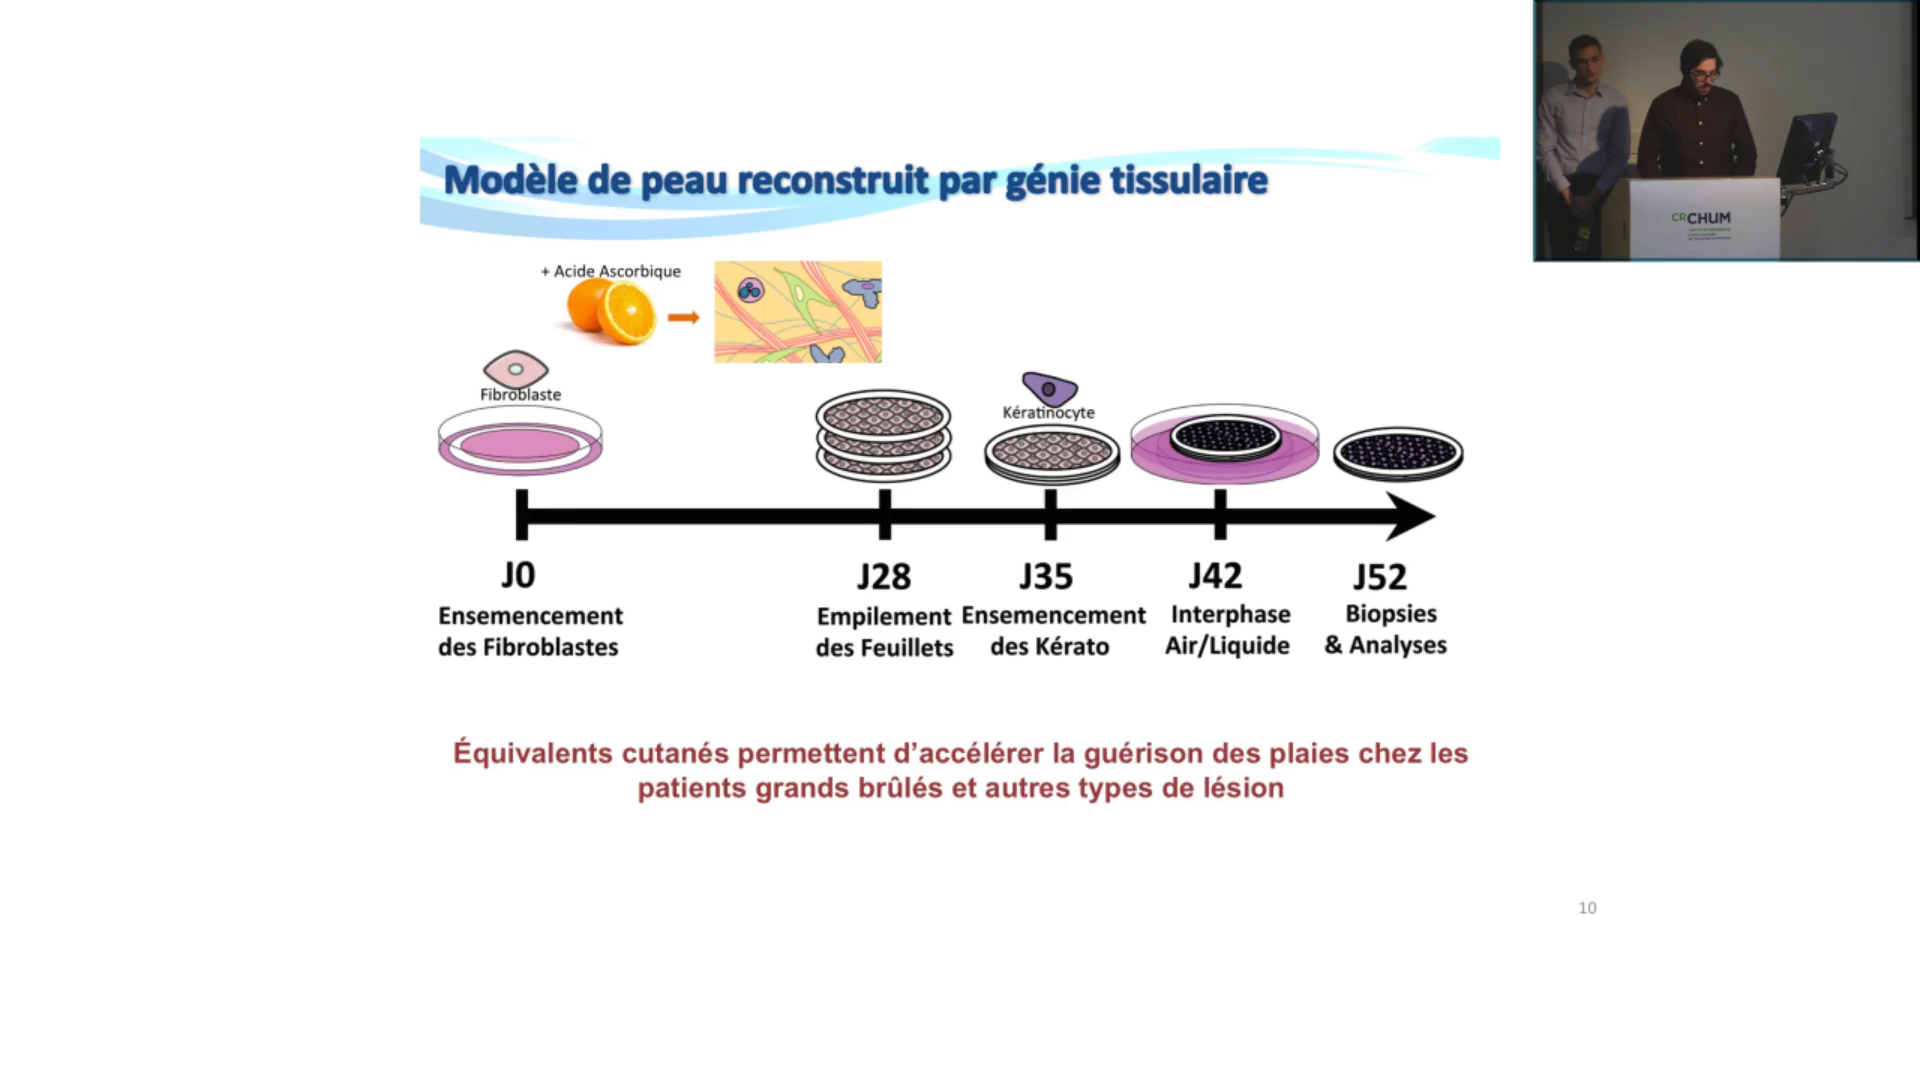 Modèle de peau reconstruit par génie tissulaire
CRCHUM
+ Acide Ascorbique
Fibroblaste
Kératinocyte
J0
J28
J35
J42
J52
Ensemencement
des Fibroblastes
Empilement
des Feuillets
Ensemencement
des Kérato
Interphase
Air/Liquide
Biopsies
& Analyses
Équivalents cutanés permettent d’accélérer la guérison des plaies chez les
patients grands brûlés et autres types de lésion
10